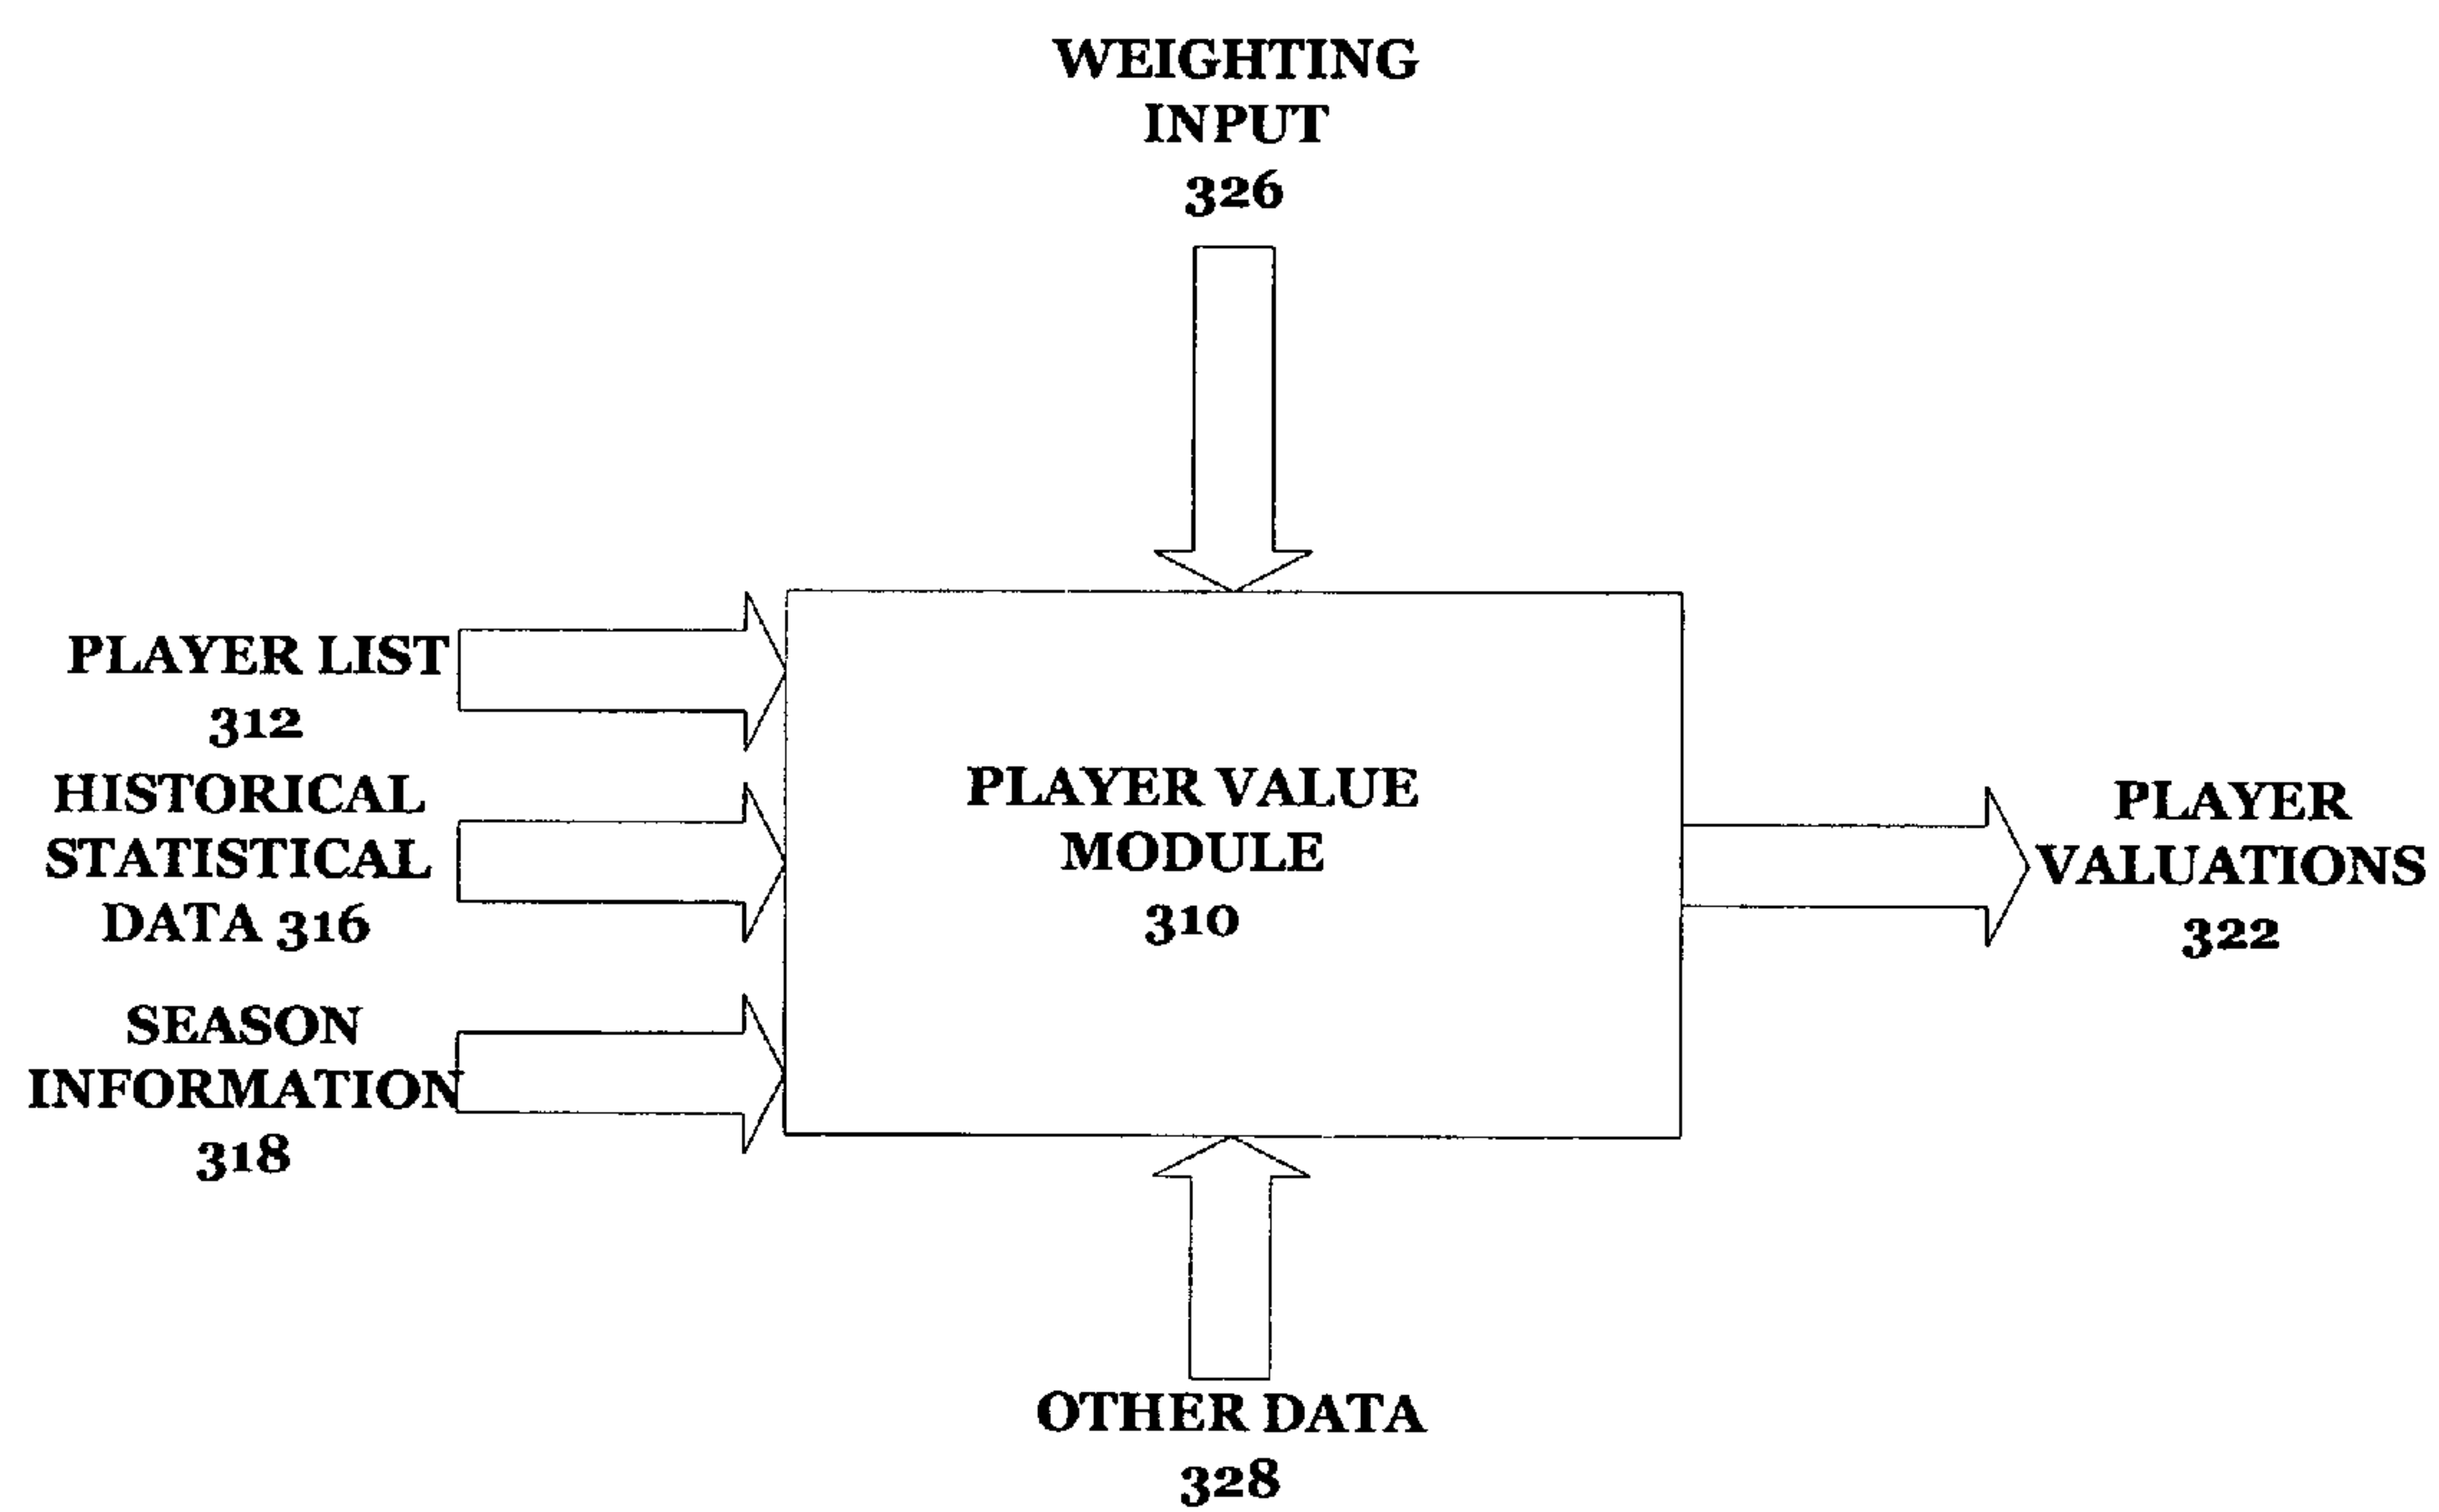 WEIGHTING
INPUT
326
PLAYER LIST
312
HISTORICAL
STATISTICAL
DATA 316
SEASON
INFORMATION
318
PLAYER VALUE
MODULE
310
PLAYER
VALUATIONS
322
OTHER DATA
328